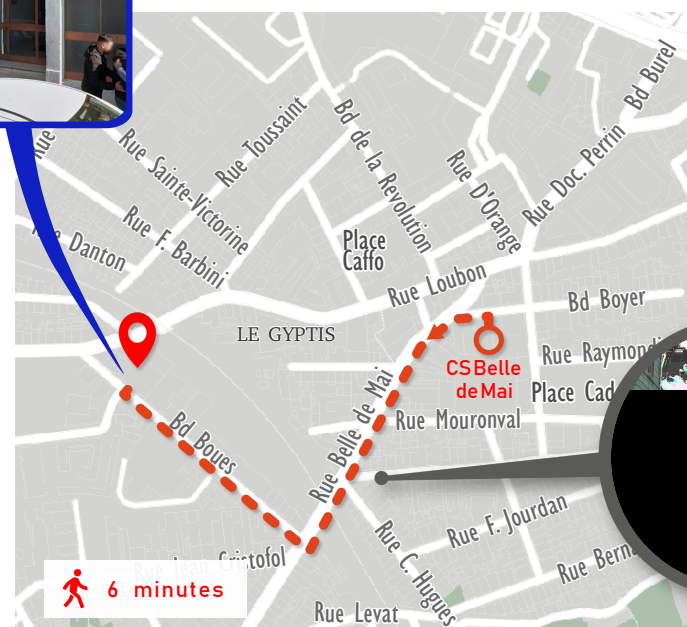 Bd Burel
Rue Toussaint
Rue
Rue Sainte-Victorine
Bd de la Revolution
Rue D'Orange
Rue Doc. Perrin
Rue F. Barbini
Danton
Place
Caffo
Rue Loubon
Bd Boyer
LE GYPTIS
CS Belle
de Mai
Rue Raymond
Place Cad
Rue Belle de Mai
Rue Mouronval
Bd Boues
Rue F. Jourdan
Rue C. Hugues
Rue Jean Cristofol
Rue Bern
6 minutes
Rue Levat